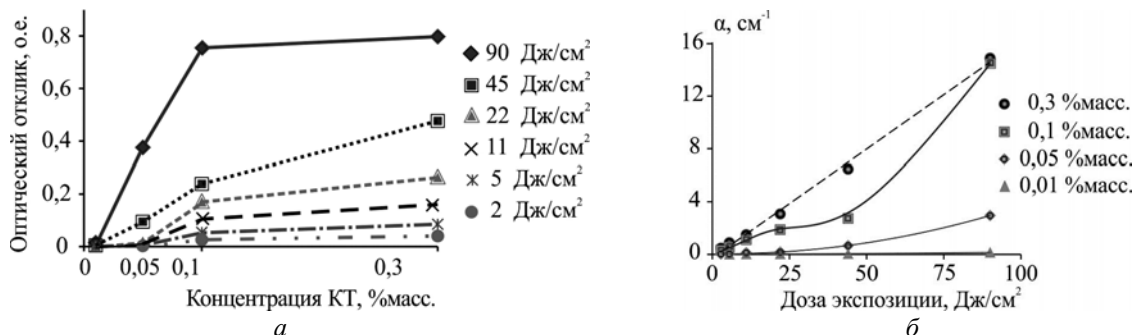 Оптический отклик, о.е.
0,8
0,6
0,4
0,2
0
0
0,05
0,1
0,3
Концентрация КТ, %масс.
90 Дж/см²
45 Дж/см²
22 Дж/см²
11 Дж/см²
5 Дж/см²
2 Дж/см²
а
α, см⁻¹
16
12
8
4
0
0
25
50
75
100
Доза экспозиции, Дж/см²
0,3 %масс.
0,1 %масс.
0,05 %масс.
0,01 %масс.
б